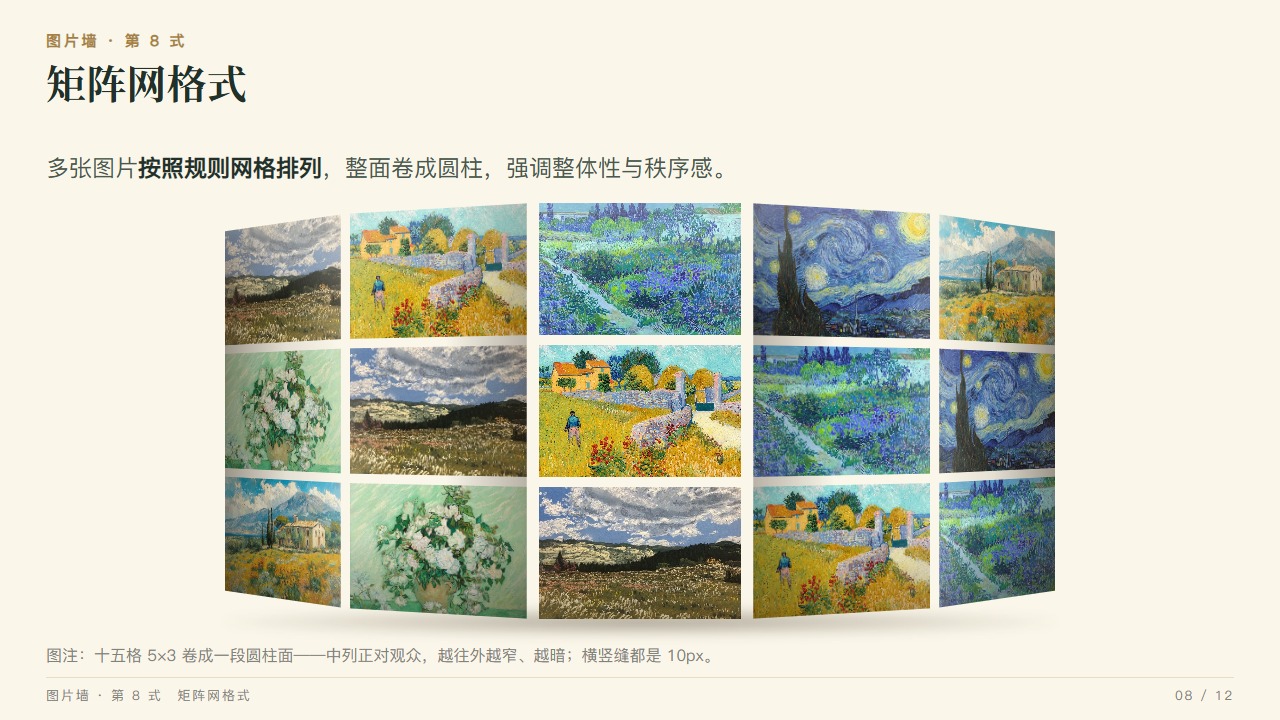 图片墙 · 第 8 式
矩阵网格式
多张图片按照规则网格排列，整面卷成圆柱，强调整体性与秩序感。
图注：十五格 5×3 卷成一段圆柱面——中列正对观众，越往外越窄、越暗；横竖缝都是 10px。
图片墙 · 第 8 式　矩阵网格式
08 / 12